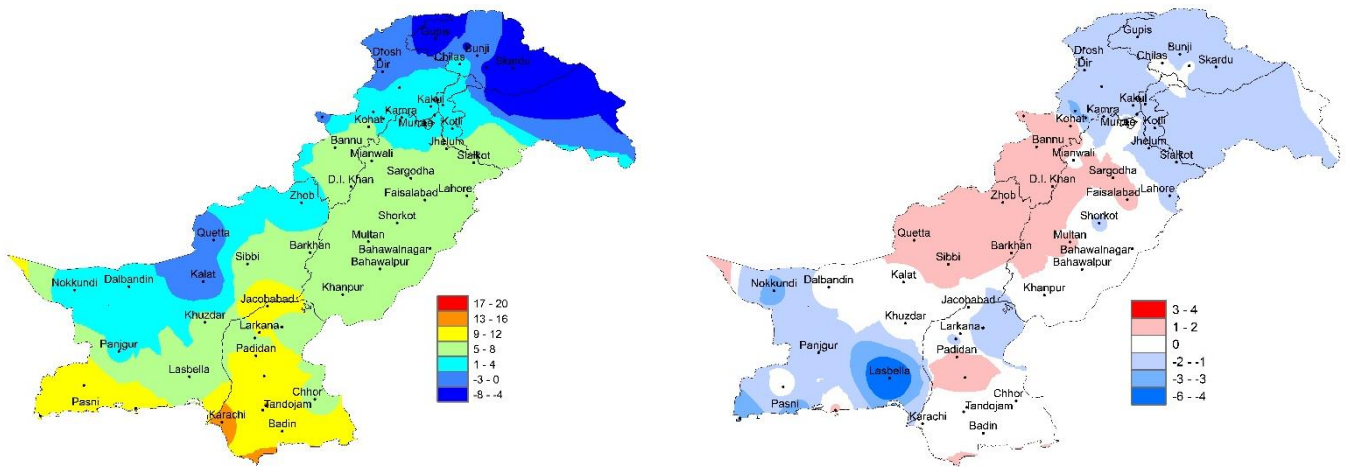 Gupis
Drosh
Dir
Chilas
Bunji
Skardu
Kakul
Kamra
Kohat
Kotli
Jhelum
Bannu
Mianwali
Sialkot
Sargodha
D.I. Khan
Faisalabad
Lahore
Zhob
Shorkot
Quetta
Multan
Barkhan
Bahawalnagar
Sibbi
Bahawalpur
Kalat
Dalbandin
Nokkundi
Khanpur
Jacobabad
Khuzdar
Larkana
Panjgur
Padidan
Lasbella
Chhor
Pasni
Karachi
Tandojam
Badin
17 - 20
13 - 16
9 - 12
5 - 8
1 - 4
-3 - 0
-8 - -4
Gupis
Drosh
Dir
Chilas
Bunji
Skardu
Kakul
Kamra
Kohat
Kotli
Jhelum
Bannu
Mianwali
Sialkot
Sargodha
D.I. Khan
Faisalabad
Lahore
Zhob
Shorkot
Quetta
Multan
Barkhan
Bahawalnagar
Sibbi
Bahawalpur
Kalat
Dalbandin
Nokkundi
Khanpur
Jacobabad
Khuzdar
Larkana
Panjgur
Padidan
Lasbella
Chhor
Pasni
Karachi
Tandojam
Badin
3 - 4
1 - 2
0
-2 - -1
-3 - -3
-6 - -4